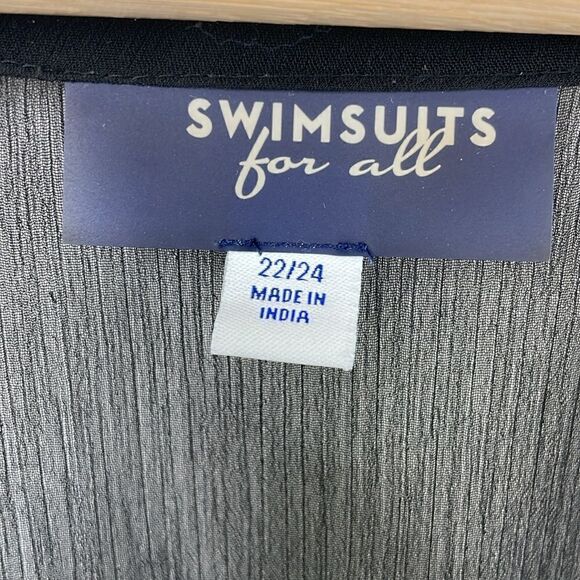 SWIMSUITS
for all
22/24
MADE IN
INDIA